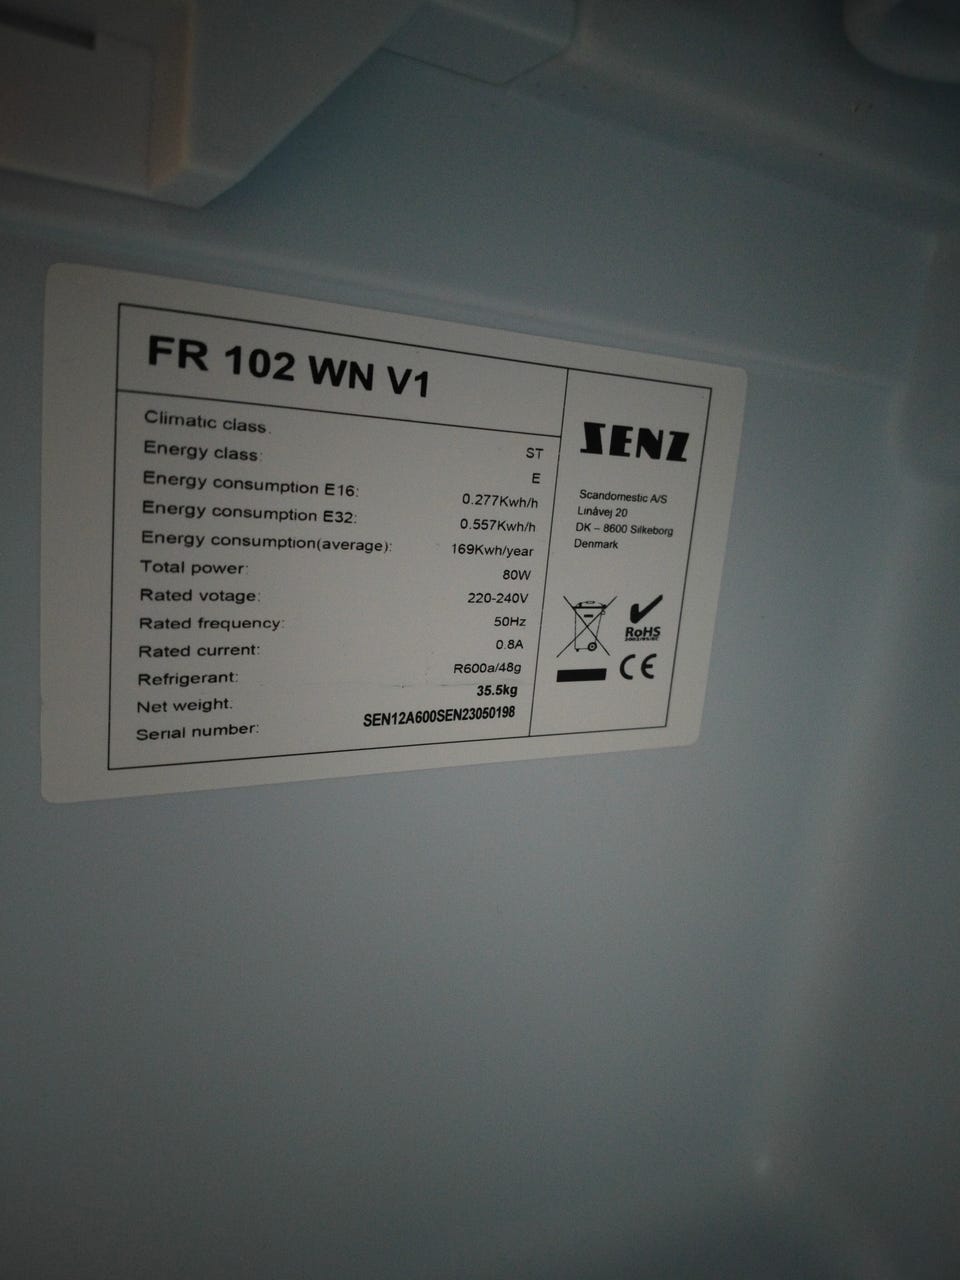 FR 102 WN V1
Climatic class: ST
Energy class: E
Energy consumption E16: 0.277Kwh/h
Energy consumption E32: 0.557Kwh/h
Energy consumption(average): 169Kwh/year
Total power: 80W
Rated votage: 220-240V
Rated frequency: 50Hz
Rated current: 0.8A
Refrigerant: R600a/48g
Net weight: 35.5kg
Serial number: SEN12A600SEN23050198
SENZ
Scandomestic A/S
Linåvej 20
DK – 8600 Silkeborg
Denmark
RoHS
CE